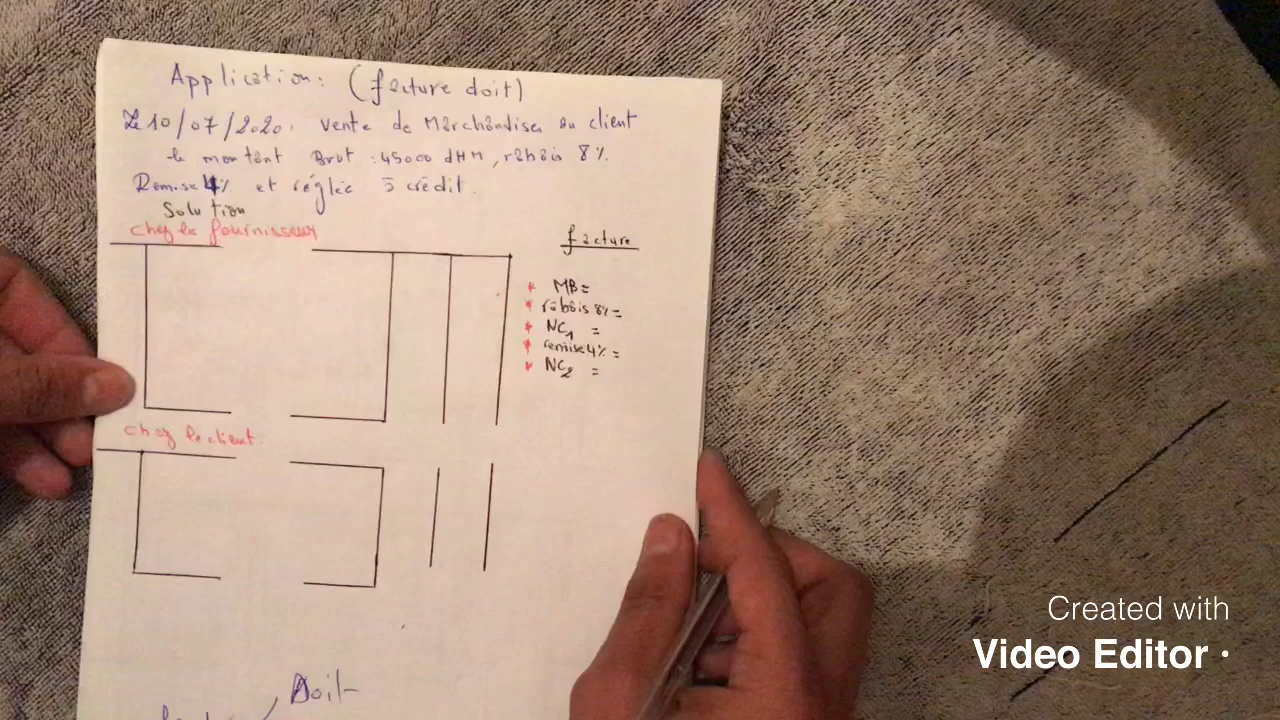 Application: (facture doit)
Le 10/07/2020, vente de Marchandises au client
le montant Brut : 45000 dHM, rabais 8%
Remise 4% et réglée à crédit.
Solution
chez le fournisseur
facture
* MB =
* rabais 8% =
* NC1 =
* remise 4% =
* NC2 =
chez le client
Doit
Created with
Video Editor